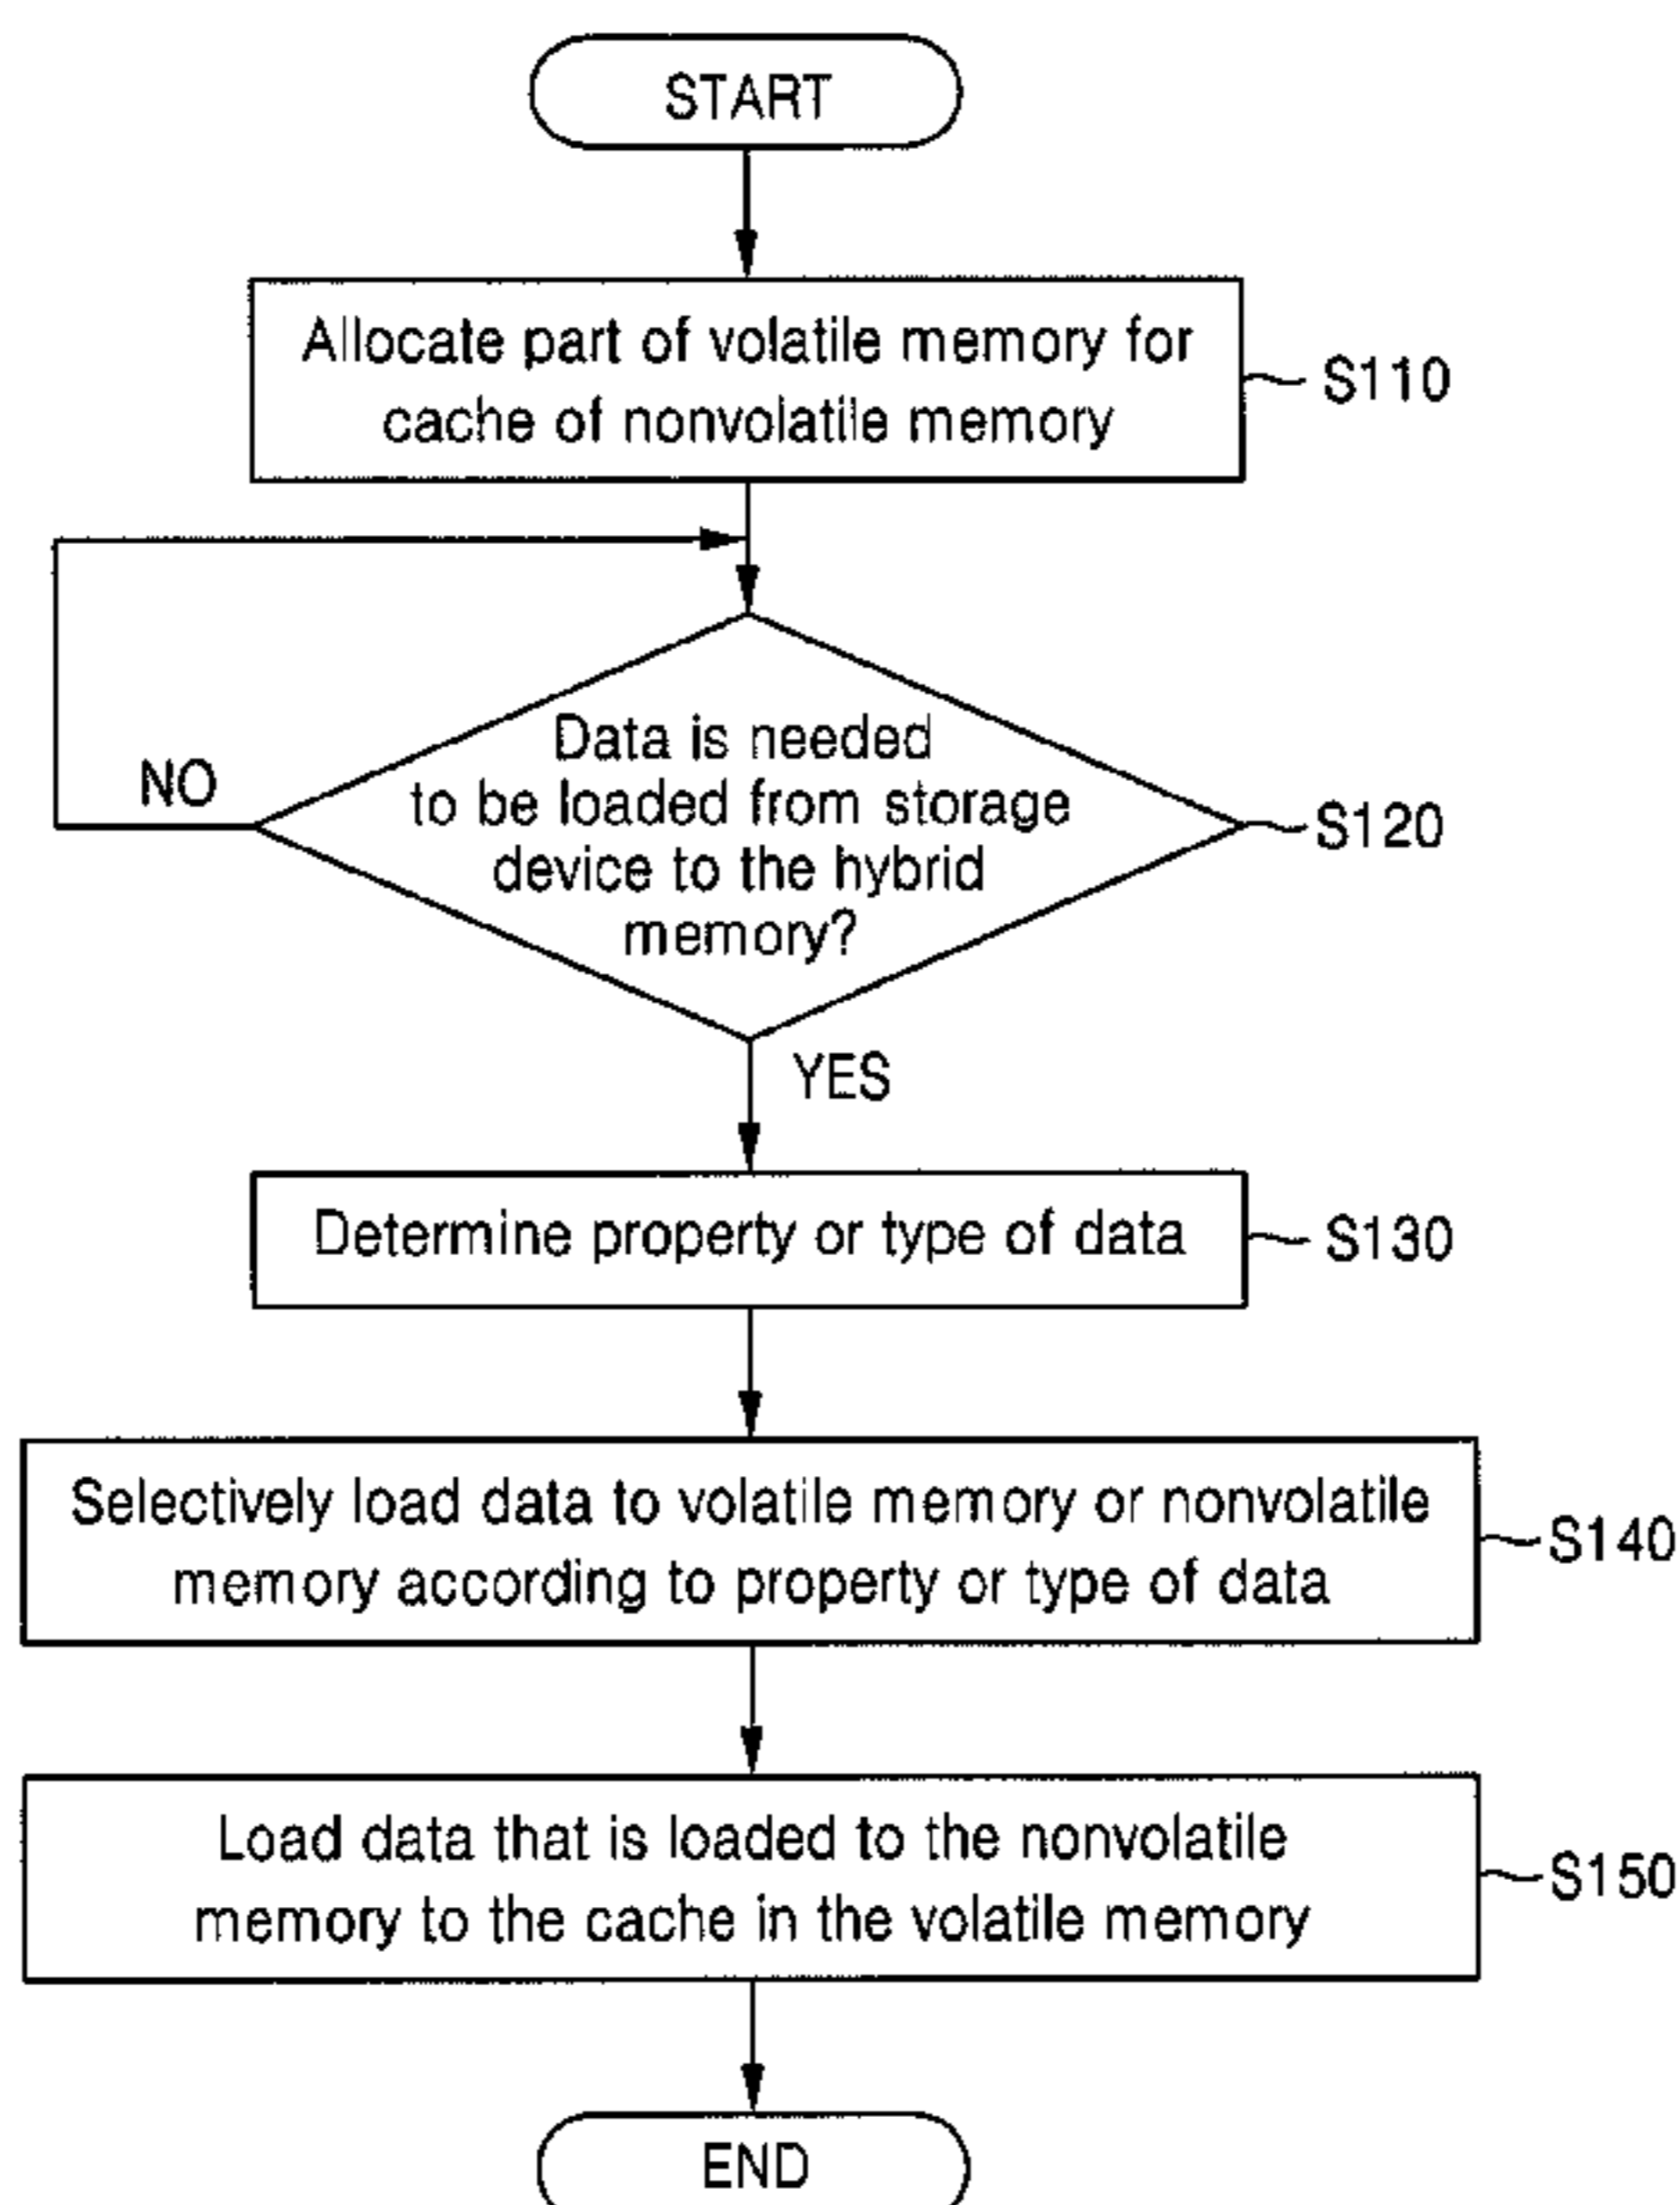 START
Allocate part of volatile memory for
cache of nonvolatile memory
S110
Data is needed
to be loaded from storage
device to the hybrid
memory?
S120
NO
YES
Determine property or type of data
S130
Selectively load data to volatile memory or nonvolatile
memory according to property or type of data
S140
Load data that is loaded to the nonvolatile
memory to the cache in the volatile memory
S150
END